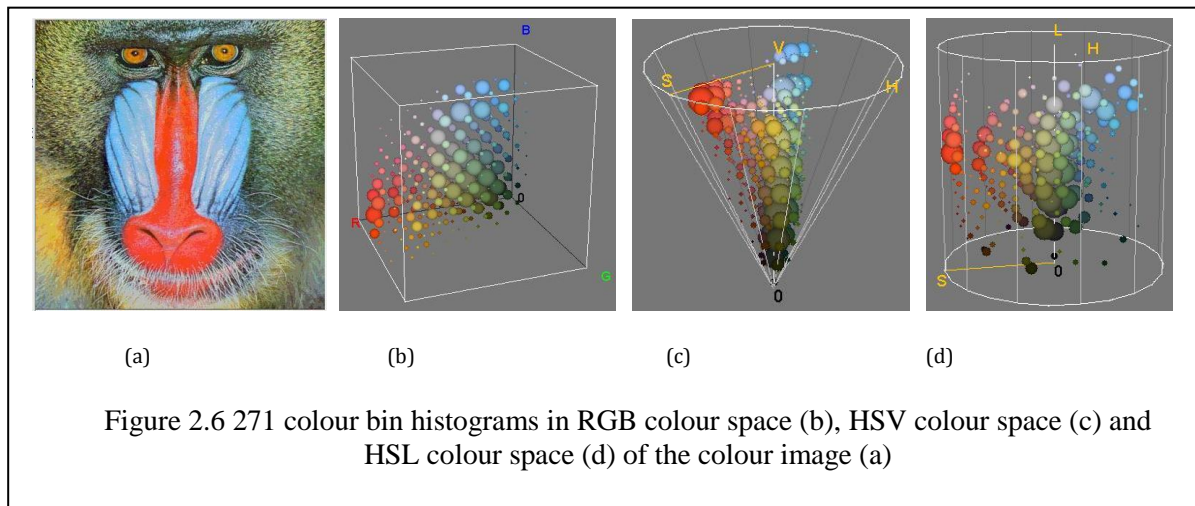 B
R
0
G
V
S
H
0
L
H
S
0
(a)
(b)
(c)
(d)
Figure 2.6 271 colour bin histograms in RGB colour space (b), HSV colour space (c) and
HSL colour space (d) of the colour image (a)